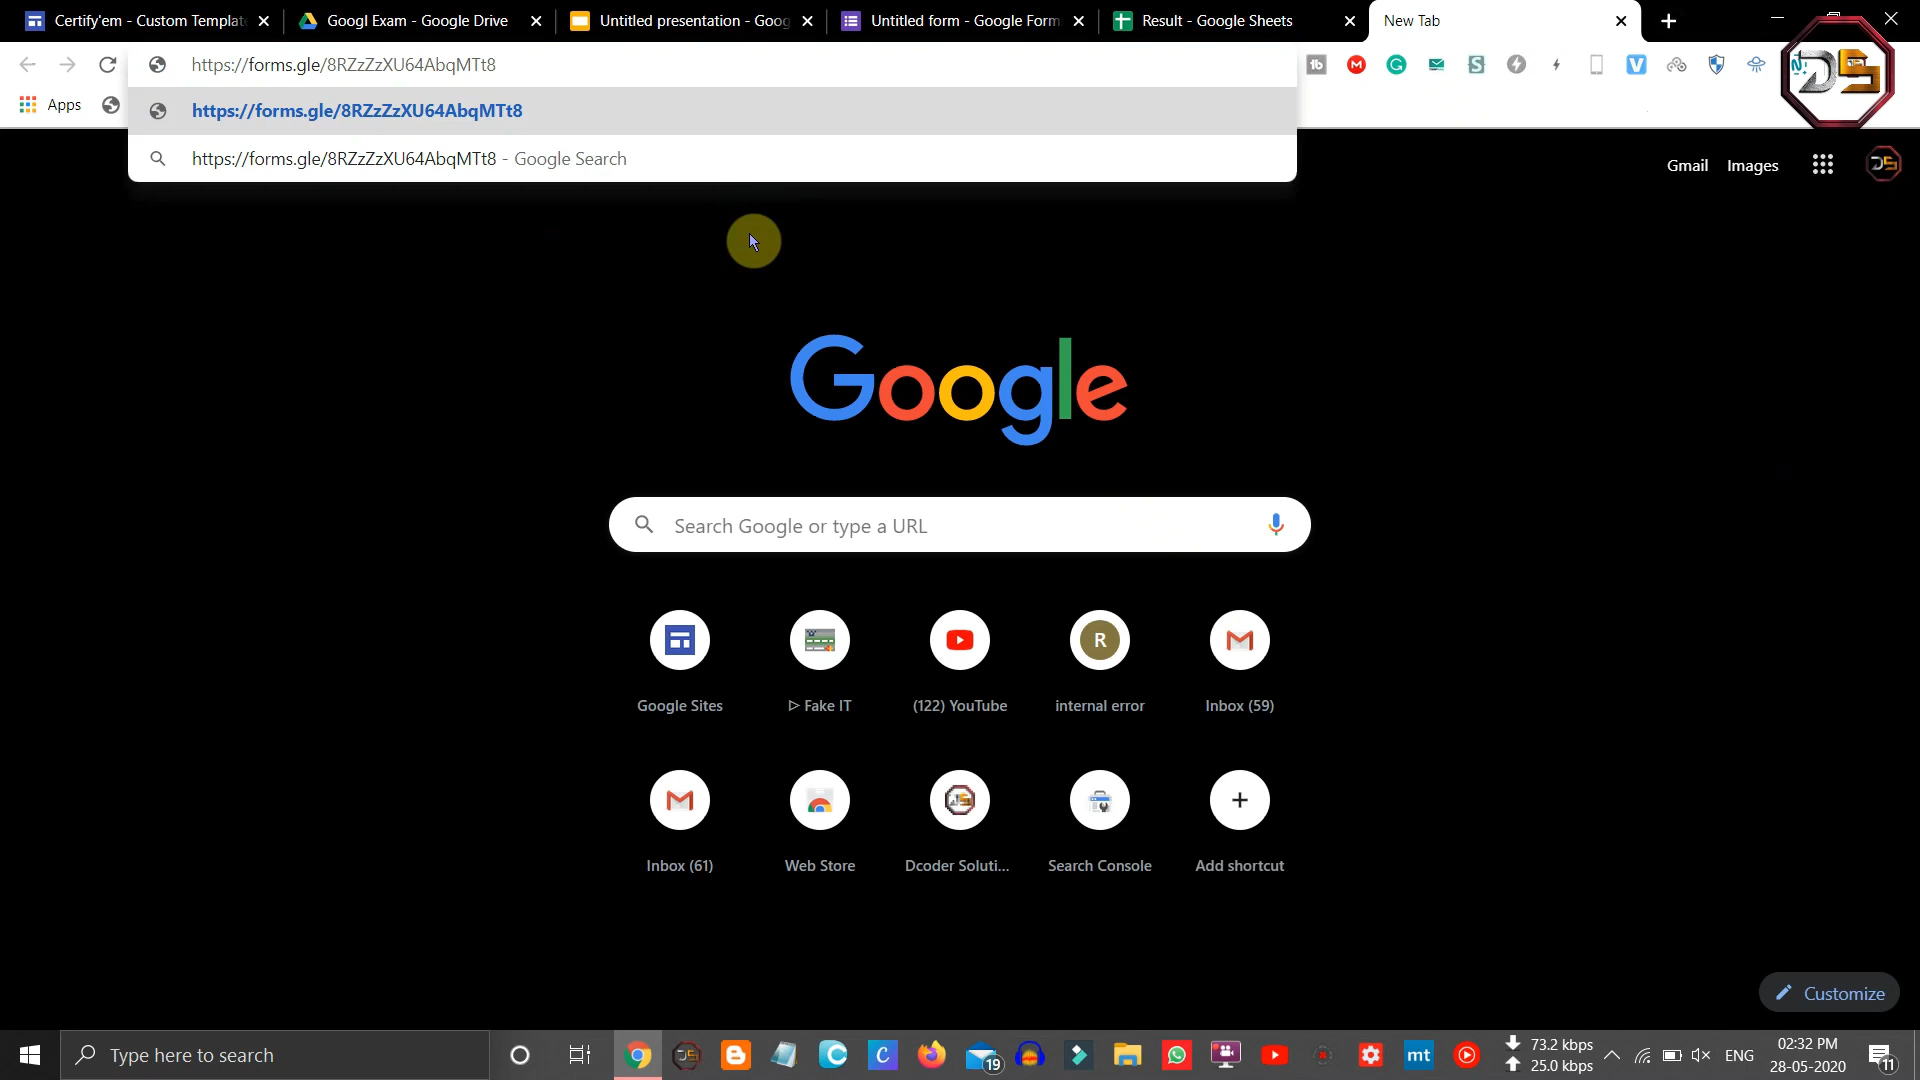 Certify'em - Custom Template
Googl Exam - Google Drive
Untitled presentation - Goog
Untitled form - Google Form
Result - Google Sheets
New Tab
https://forms.gle/8RZzZzXU64AbqMTt8
Apps
https://forms.gle/8RZzZzXU64AbqMTt8
https://forms.gle/8RZzZzXU64AbqMTt8 - Google Search
DS
Gmail
Images
Google
Search Google or type a URL
R
Google Sites
▷ Fake IT
(122) YouTube
internal error
Inbox (59)
Inbox (61)
Web Store
Dcoder Soluti...
Search Console
Add shortcut
Customize
Type here to search
19
mt
73.2 kbps
25.0 kbps
ENG
02:32 PM
28-05-2020
11